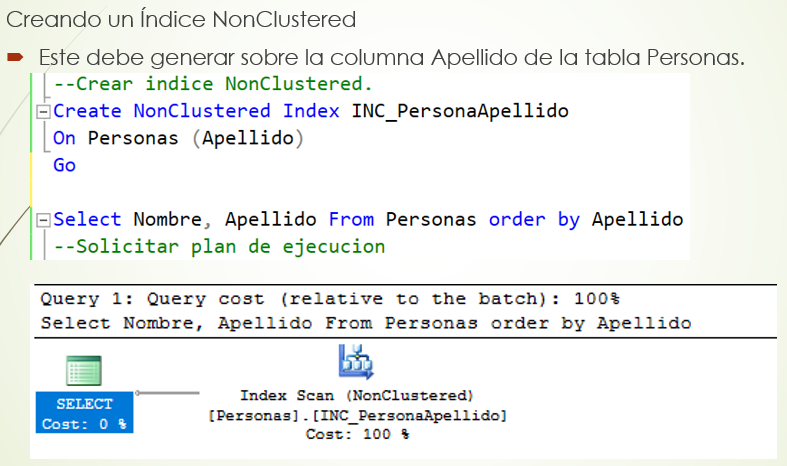 Creando un Índice NonClustered
Este debe generar sobre la columna Apellido de la tabla Personas.
--Crear indice NonClustered.
Create NonClustered Index INC_PersonaApellido
On Personas (Apellido)
Go
Select Nombre, Apellido From Personas order by Apellido
--Solicitar plan de ejecucion
Query 1: Query cost (relative to the batch): 100%
Select Nombre, Apellido From Personas order by Apellido
SELECT
Cost: 0 %
Index Scan (NonClustered)
[Personas].[INC_PersonaApellido]
Cost: 100 %